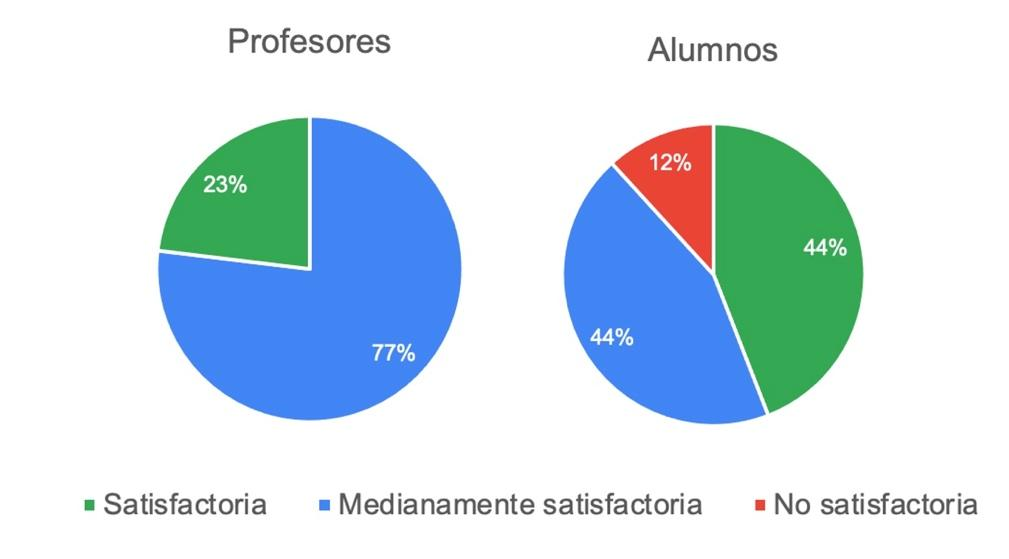 Profesores
Alumnos
23%
77%
12%
44%
44%
Satisfactoria
Medianamente satisfactoria
No satisfactoria